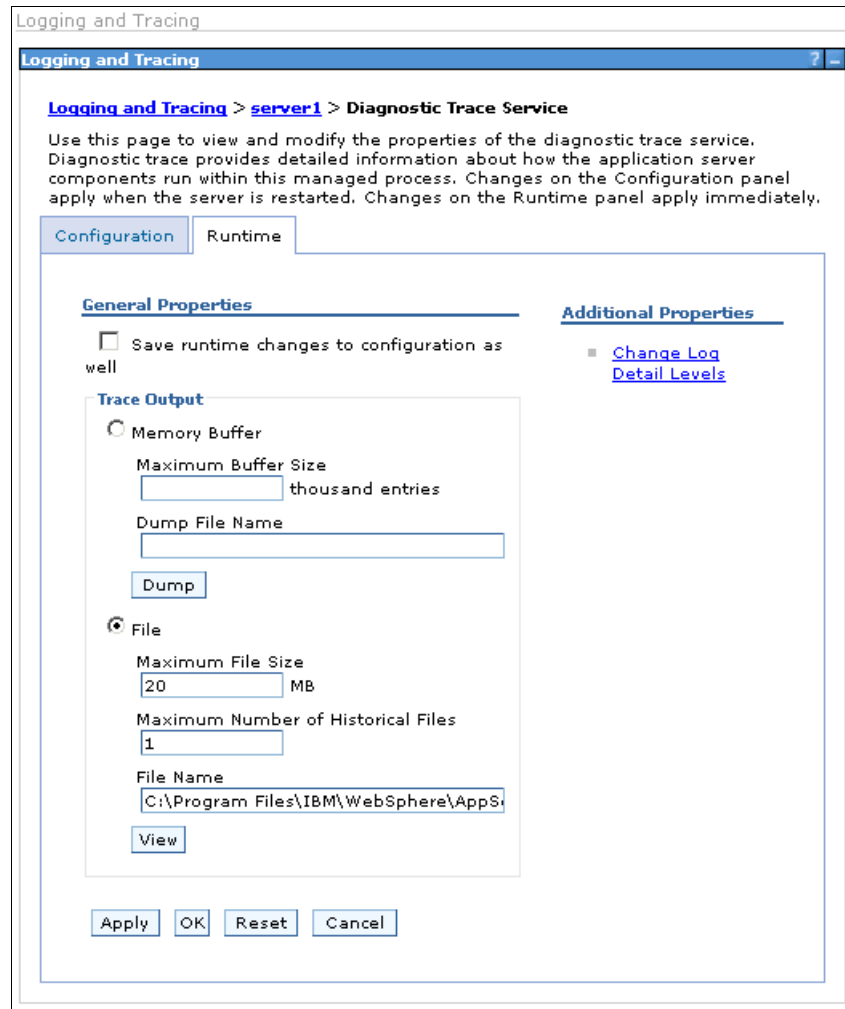 Logging and Tracing
Logging and Tracing
? –
Logging and Tracing > server1 > Diagnostic Trace Service
Use this page to view and modify the properties of the diagnostic trace service.
Diagnostic trace provides detailed information about how the application server
components run within this managed process. Changes on the Configuration panel
apply when the server is restarted. Changes on the Runtime panel apply immediately.
Configuration
Runtime
General Properties
Save runtime changes to configuration as
well
Trace Output
Memory Buffer
Maximum Buffer Size
thousand entries
Dump File Name
Dump
File
Maximum File Size
20 MB
Maximum Number of Historical Files
1
File Name
C:\Program Files\IBM\WebSphere\AppS
View
Additional Properties
Change Log
Detail Levels
Apply OK Reset Cancel